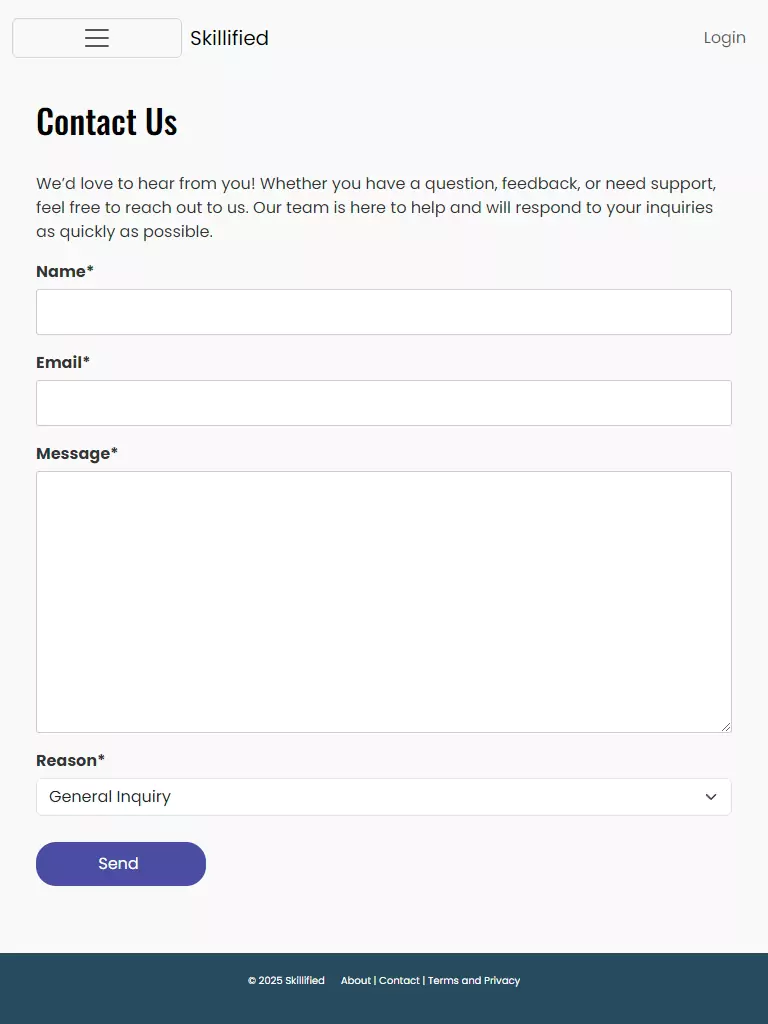 Skillified
Login
Contact Us
We’d love to hear from you! Whether you have a question, feedback, or need support,
feel free to reach out to us. Our team is here to help and will respond to your inquiries
as quickly as possible.
Name*
Email*
Message*
Reason*
General Inquiry
Send
© 2025 Skillified About | Contact | Terms and Privacy